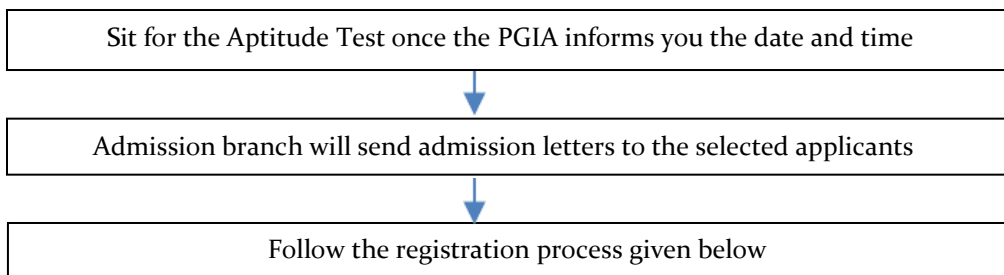 Sit for the Aptitude Test once the PGIA informs you the date and time
Admission branch will send admission letters to the selected applicants
Follow the registration process given below